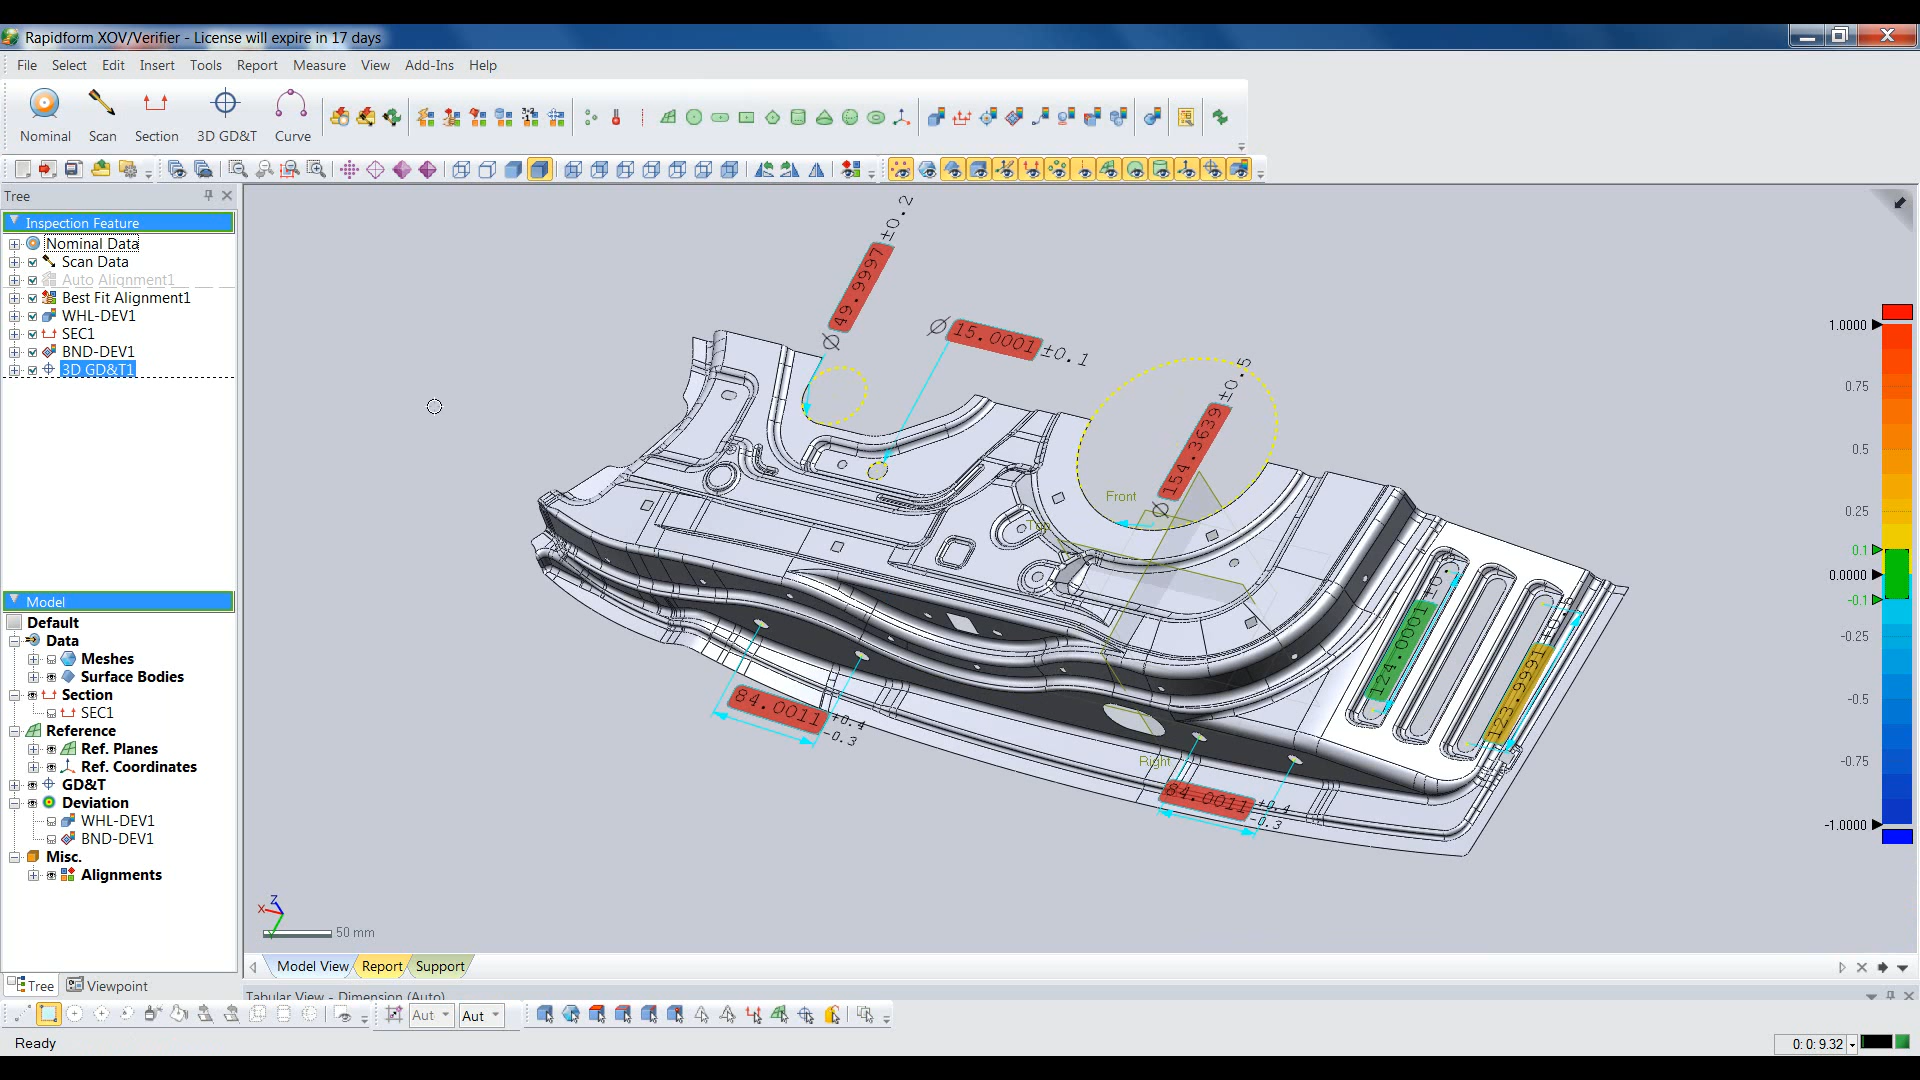 Rapidform XOV/Verifier - License will expire in 17 days
File Select Edit Insert Tools Report Measure View Add-Ins Help
Nominal Scan Section 3D GD&T Curve
Tree
Inspection Feature
Nominal Data
Scan Data
Auto Alignment1
Best Fit Alignment1
WHL-DEV1
SEC1
BND-DEV1
3D GD&T1
Model
Default
Data
Meshes
Surface Bodies
Section
SEC1
Reference
Ref. Planes
Ref. Coordinates
GD&T
Deviation
WHL-DEV1
BND-DEV1
Misc.
Alignments
Tree Viewpoint
Ø 49.9997 ±0.2
Ø 15.0001 ±0.1
Ø 154.3639 ±0.5
Front
Top
Right
84.0011 +0.4 -0.3
84.0011 +0.4 -0.3
124.0001
123.9991
1.0000
0.75
0.5
0.25
0.1
0.0000
-0.1
-0.25
-0.5
-0.75
-1.0000
X Z
50 mm
Model View Report Support
Tabular View - Dimension (Auto)
Aut Aut
Ready
0: 0: 9.32